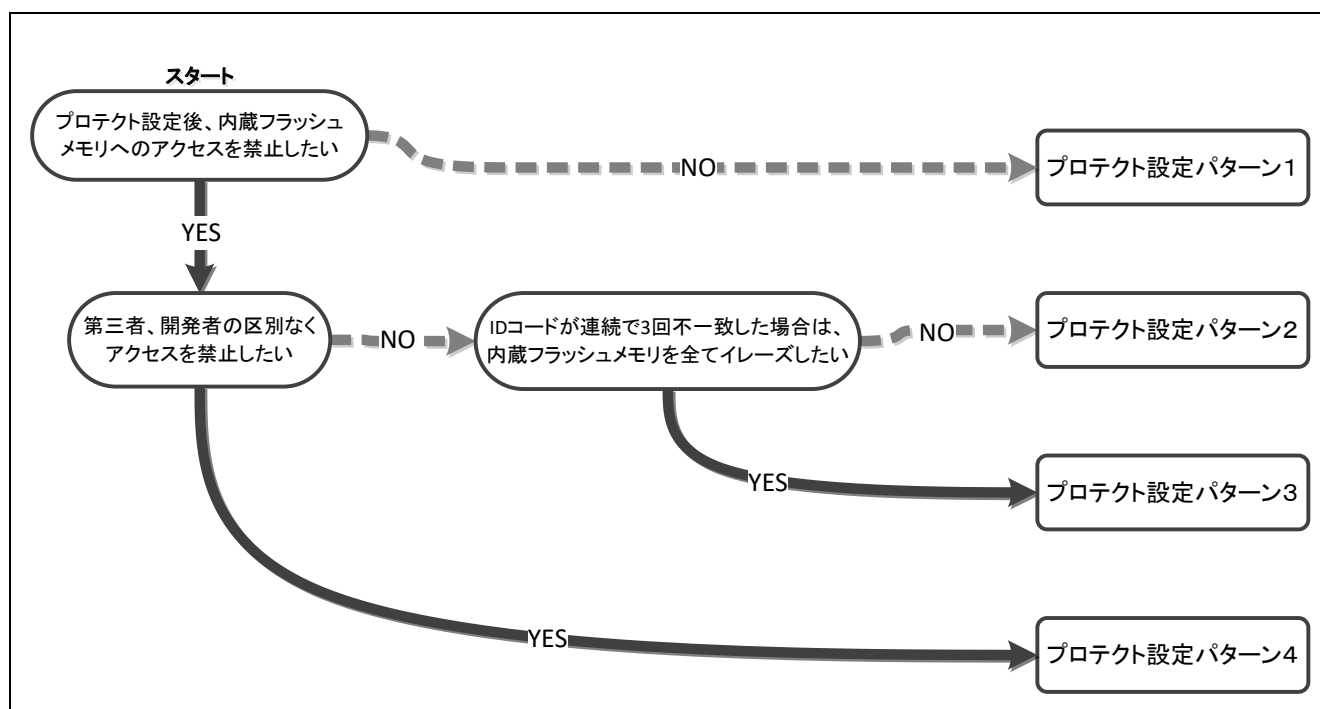 スタート
プロテクト設定後、内蔵フラッシュ
メモリへのアクセスを禁止したい
NO
プロテクト設定パターン1
YES
第三者、開発者の区別なく
アクセスを禁止したい
NO
IDコードが連続で3回不一致した場合は、
内蔵フラッシュメモリを全てイレーズしたい
NO
プロテクト設定パターン2
YES
プロテクト設定パターン3
YES
プロテクト設定パターン4